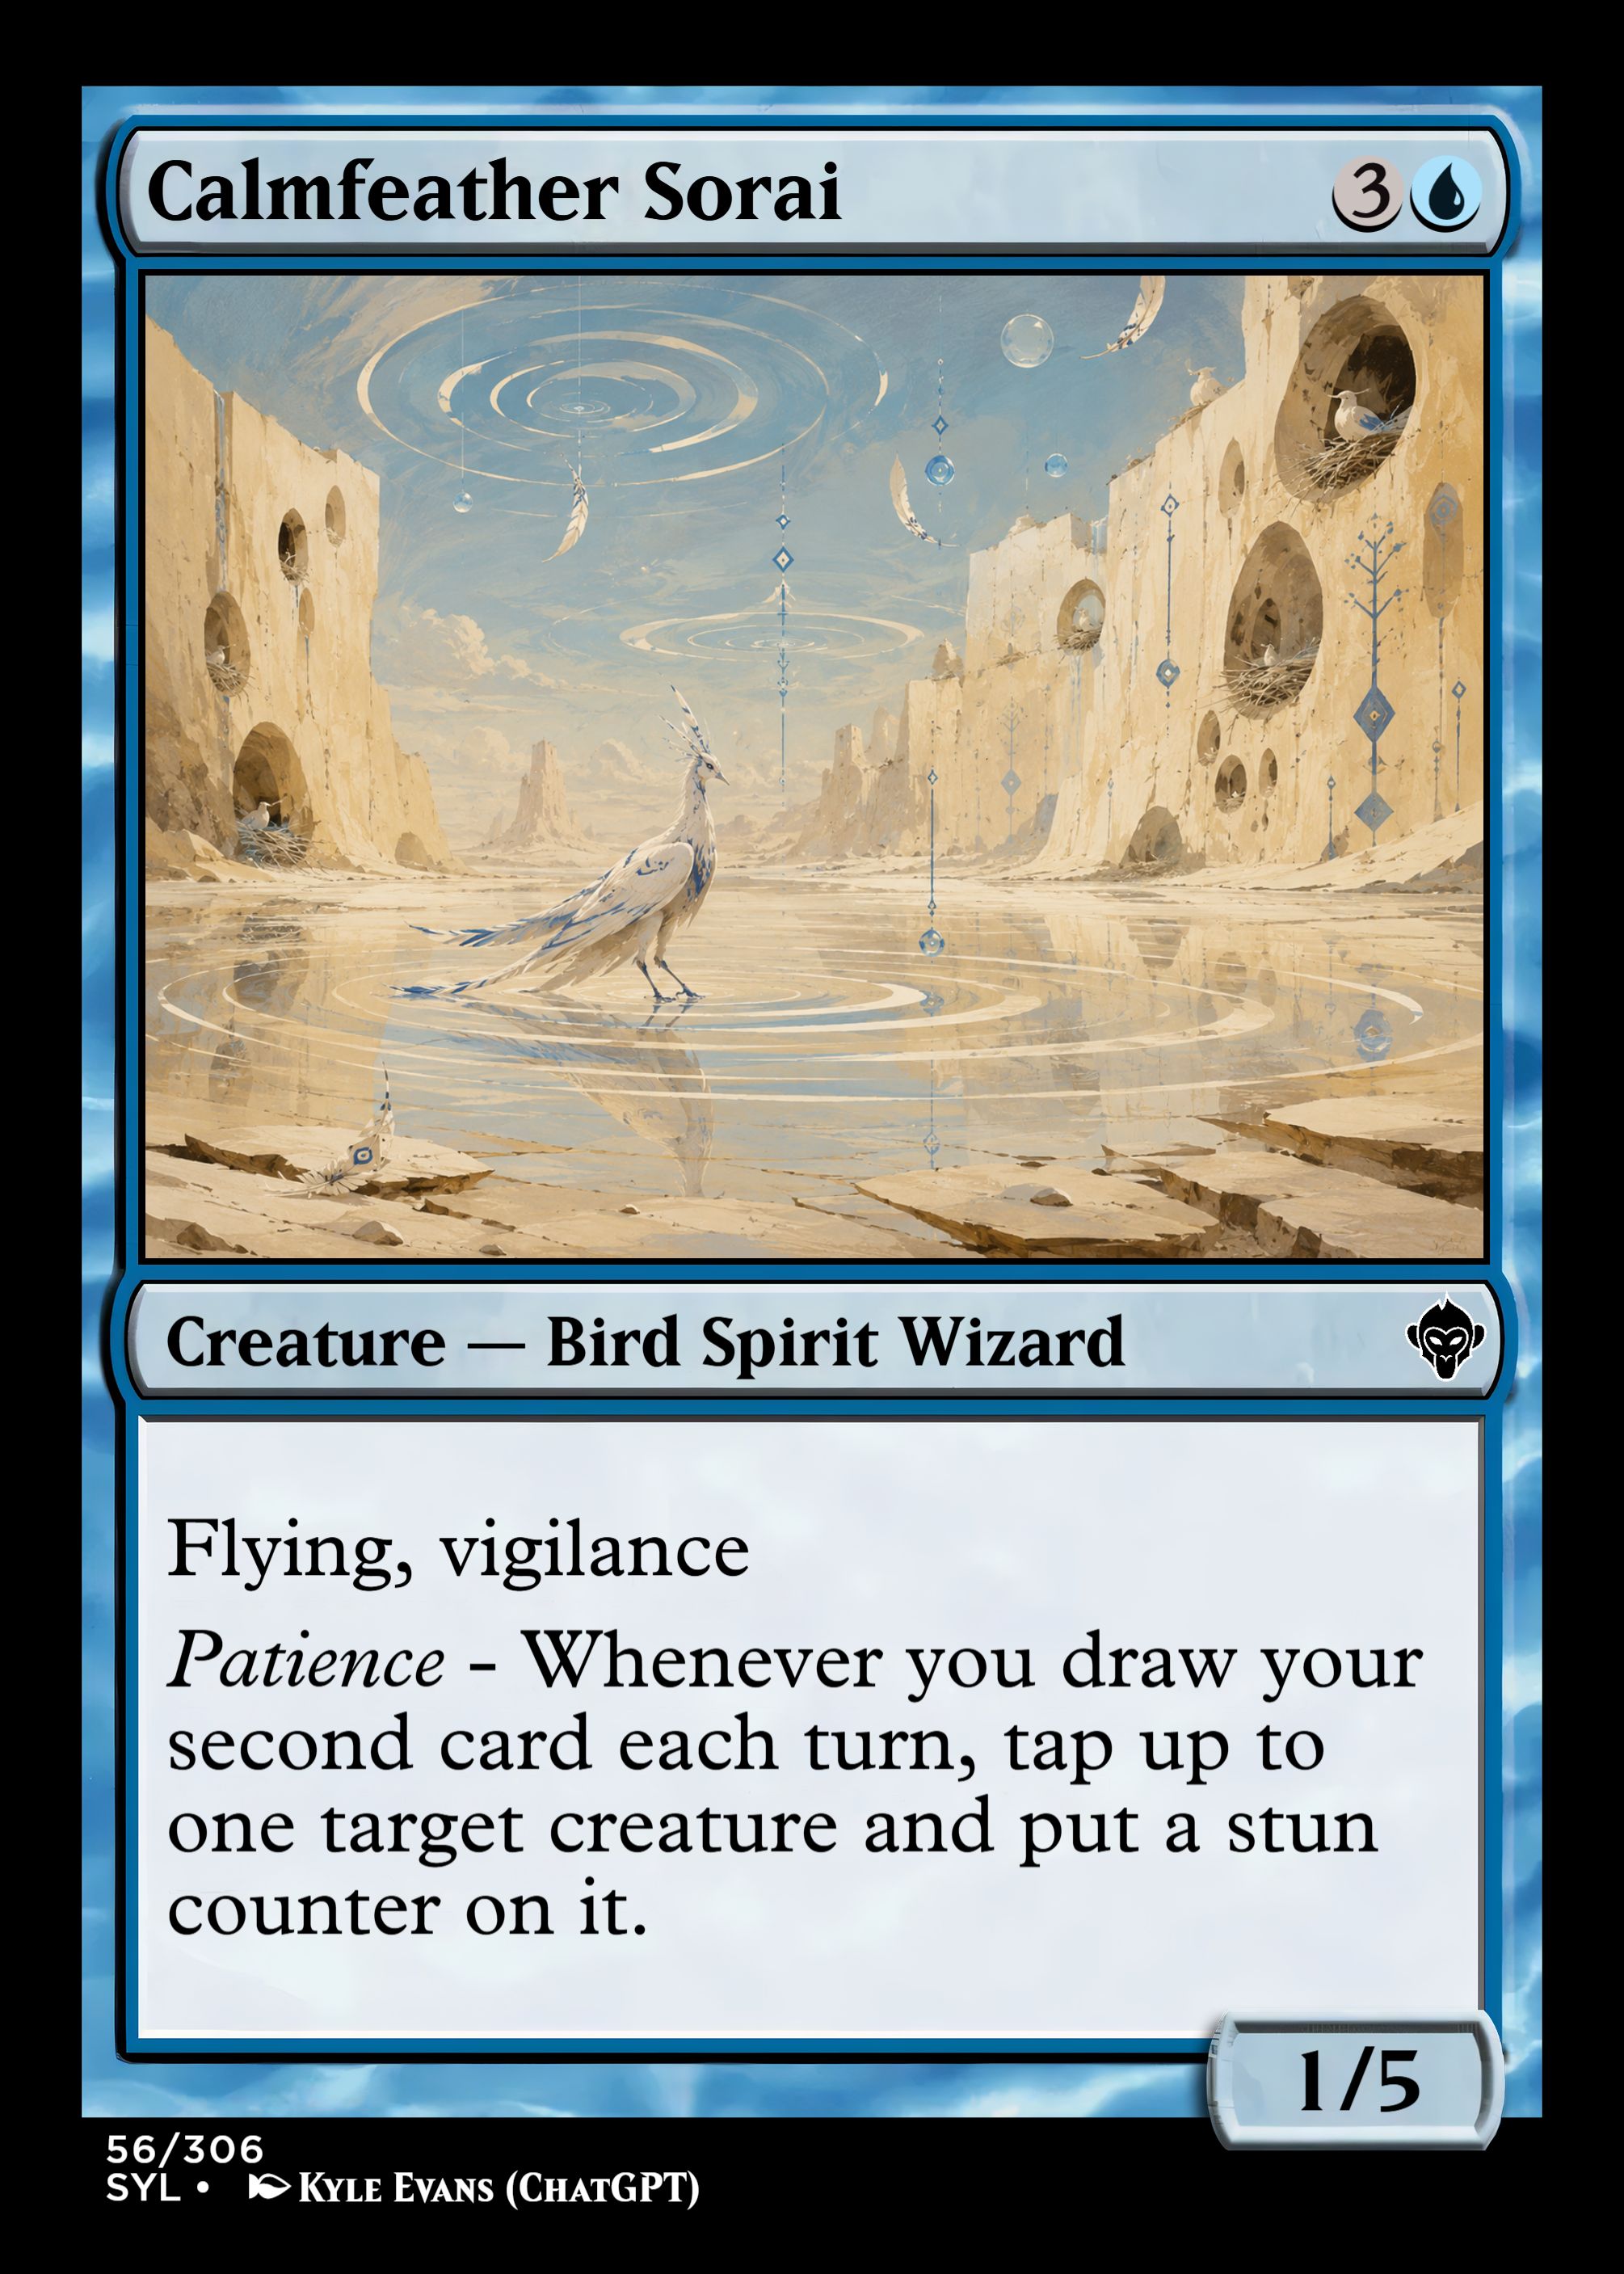 Calmfeather Sorai 3
Creature — Bird Spirit Wizard
Flying, vigilance
Patience - Whenever you draw your
second card each turn, tap up to
one target creature and put a stun
counter on it.
1/5
56/306
SYL • Kyle Evans (ChatGPT)